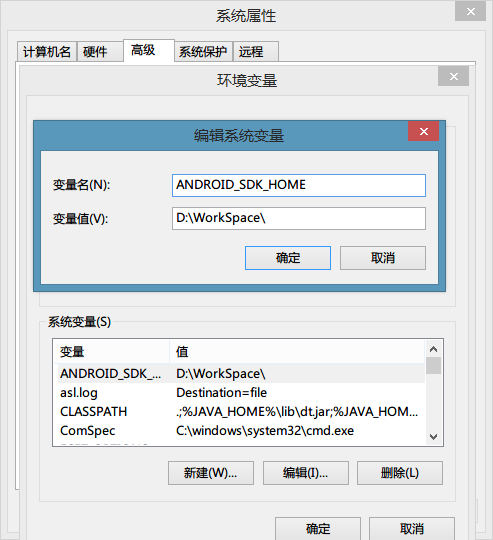 系统属性
计算机名 硬件 高级 系统保护 远程
环境变量
编辑系统变量
变量名(N): ANDROID_SDK_HOME
变量值(V): D:\WorkSpace\
确定 取消
系统变量(S)
变量 值
ANDROID_SDK_... D:\WorkSpace\
asl.log Destination=file
CLASSPATH .;%JAVA_HOME%\lib\dt.jar;%JAVA_HOM...
ComSpec C:\windows\system32\cmd.exe
新建(W)... 编辑(I)... 删除(L)
确定 取消